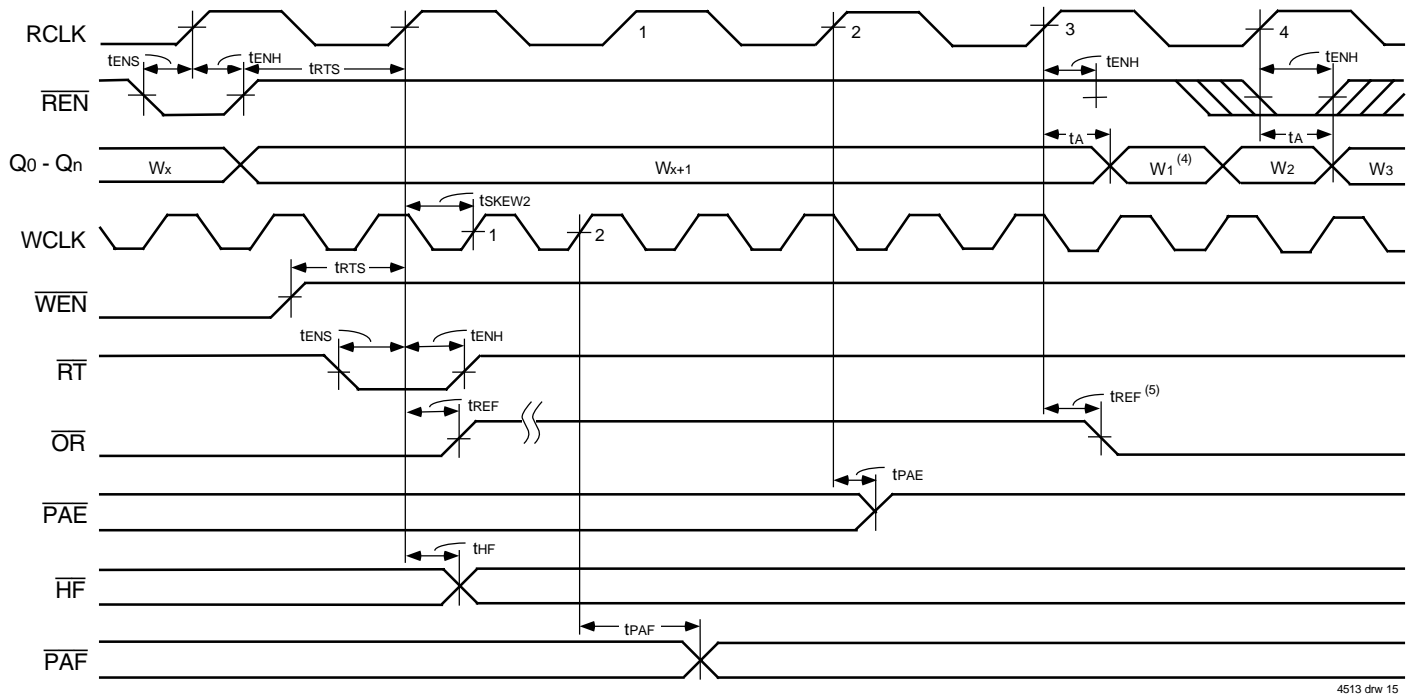 RCLK 1 2 3 4
tENS tENH tRTS tENH tENH
REN
tA tA
Q0 - Qn Wx Wx+1 W1 (4) W2 W3
tSKEW2
WCLK 1 2
tRTS
WEN
tENS tENH
RT
tREF tREF (5)
OR
tPAE
PAE
tHF
HF
tPAF
PAF
4513 drw 15